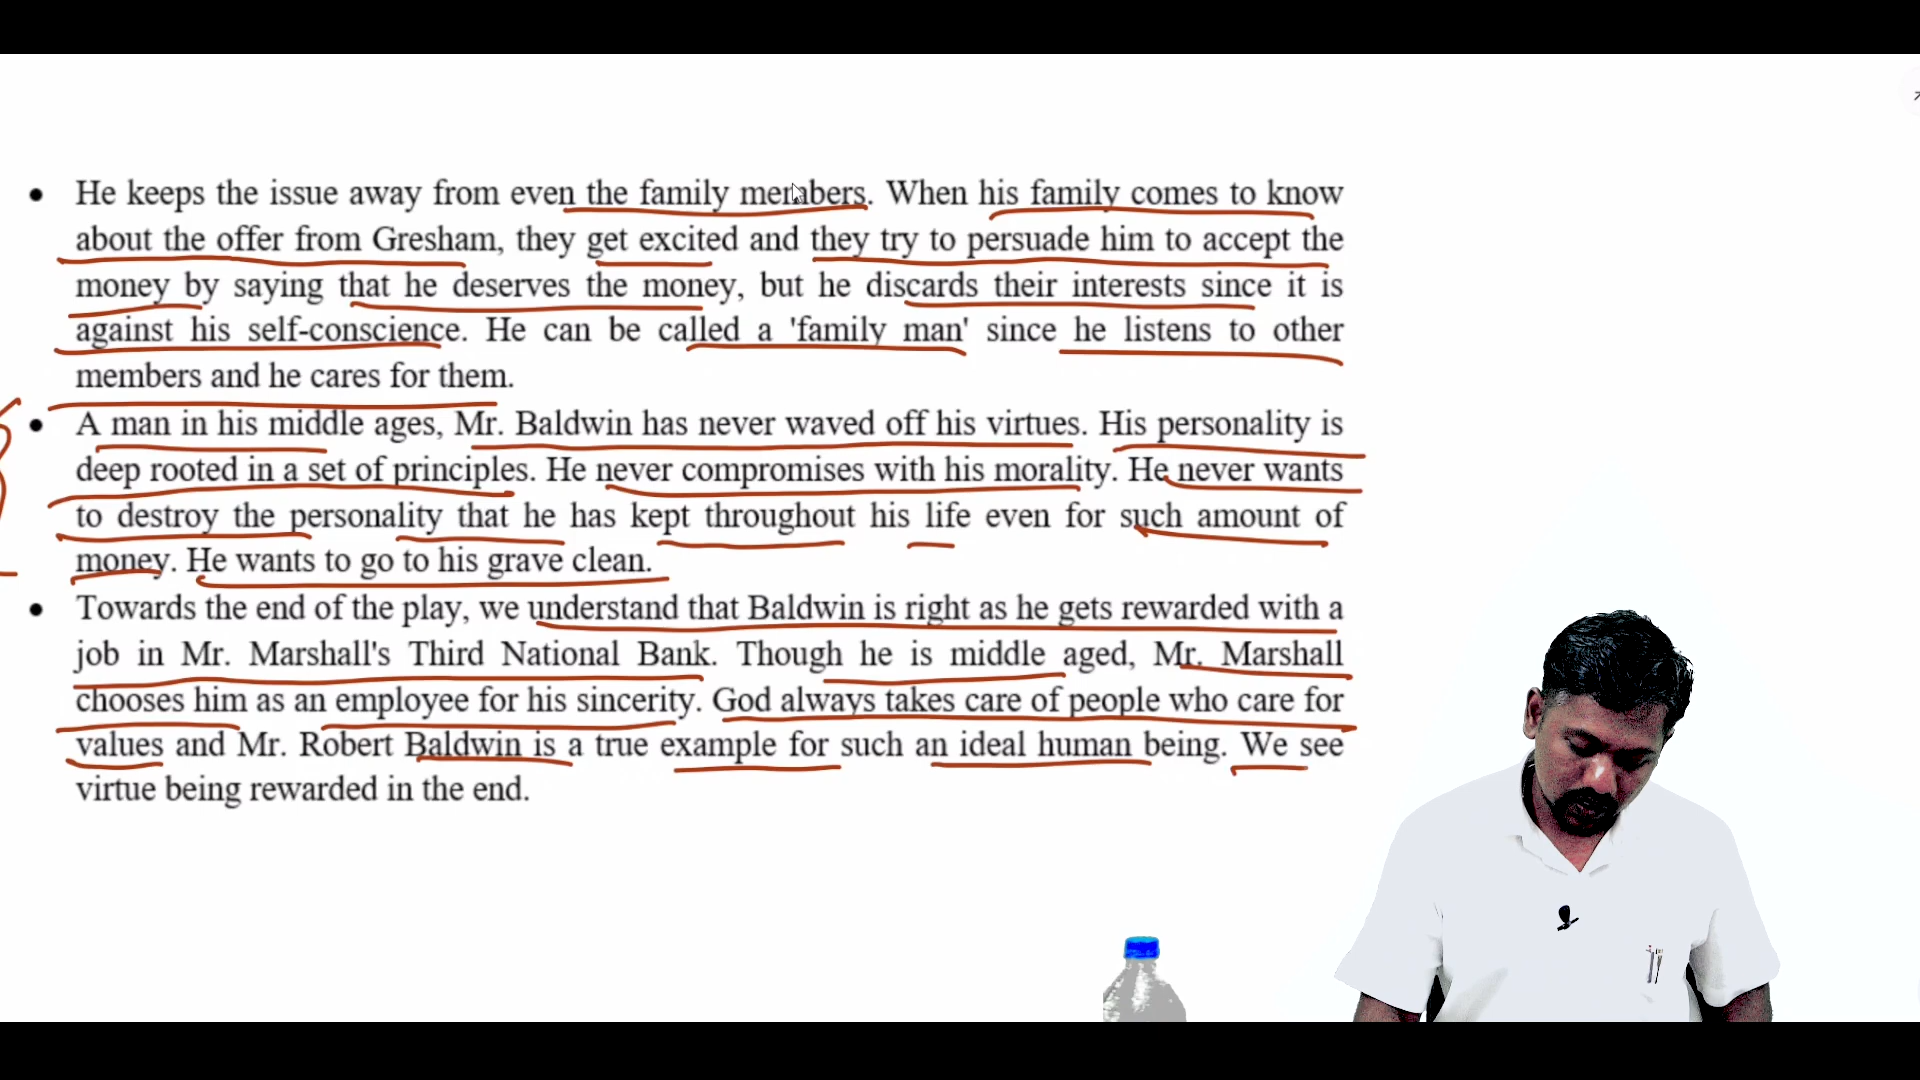 • He keeps the issue away from even the family members. When his family comes to know
about the offer from Gresham, they get excited and they try to persuade him to accept the
money by saying that he deserves the money, but he discards their interests since it is
against his self-conscience. He can be called a 'family man' since he listens to other
members and he cares for them.
• A man in his middle ages, Mr. Baldwin has never waved off his virtues. His personality is
deep rooted in a set of principles. He never compromises with his morality. He never wants
to destroy the personality that he has kept throughout his life even for such amount of
money. He wants to go to his grave clean.
• Towards the end of the play, we understand that Baldwin is right as he gets rewarded with a
job in Mr. Marshall's Third National Bank. Though he is middle aged, Mr. Marshall
chooses him as an employee for his sincerity. God always takes care of people who care for
values and Mr. Robert Baldwin is a true example for such an ideal human being. We see
virtue being rewarded in the end.